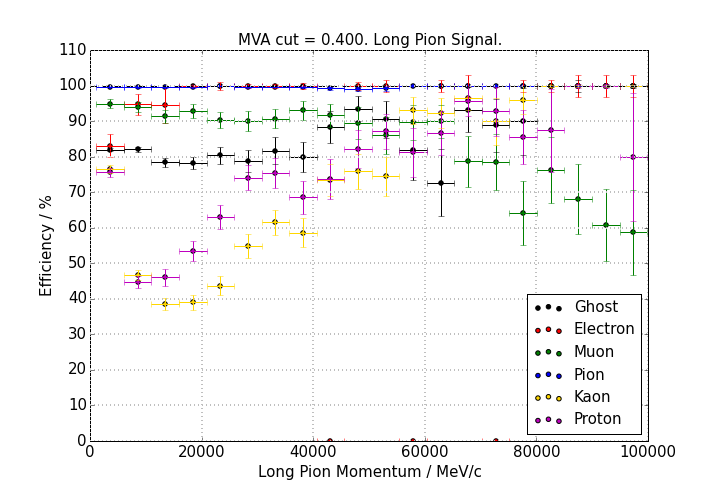 MVA cut = 0.400. Long Pion Signal.
110
100
90
80
70
60
50
40
30
20
10
0
Efficiency / %
Ghost
Electron
Muon
Pion
Kaon
Proton
0 20000 40000 60000 80000 100000
Long Pion Momentum / MeV/c